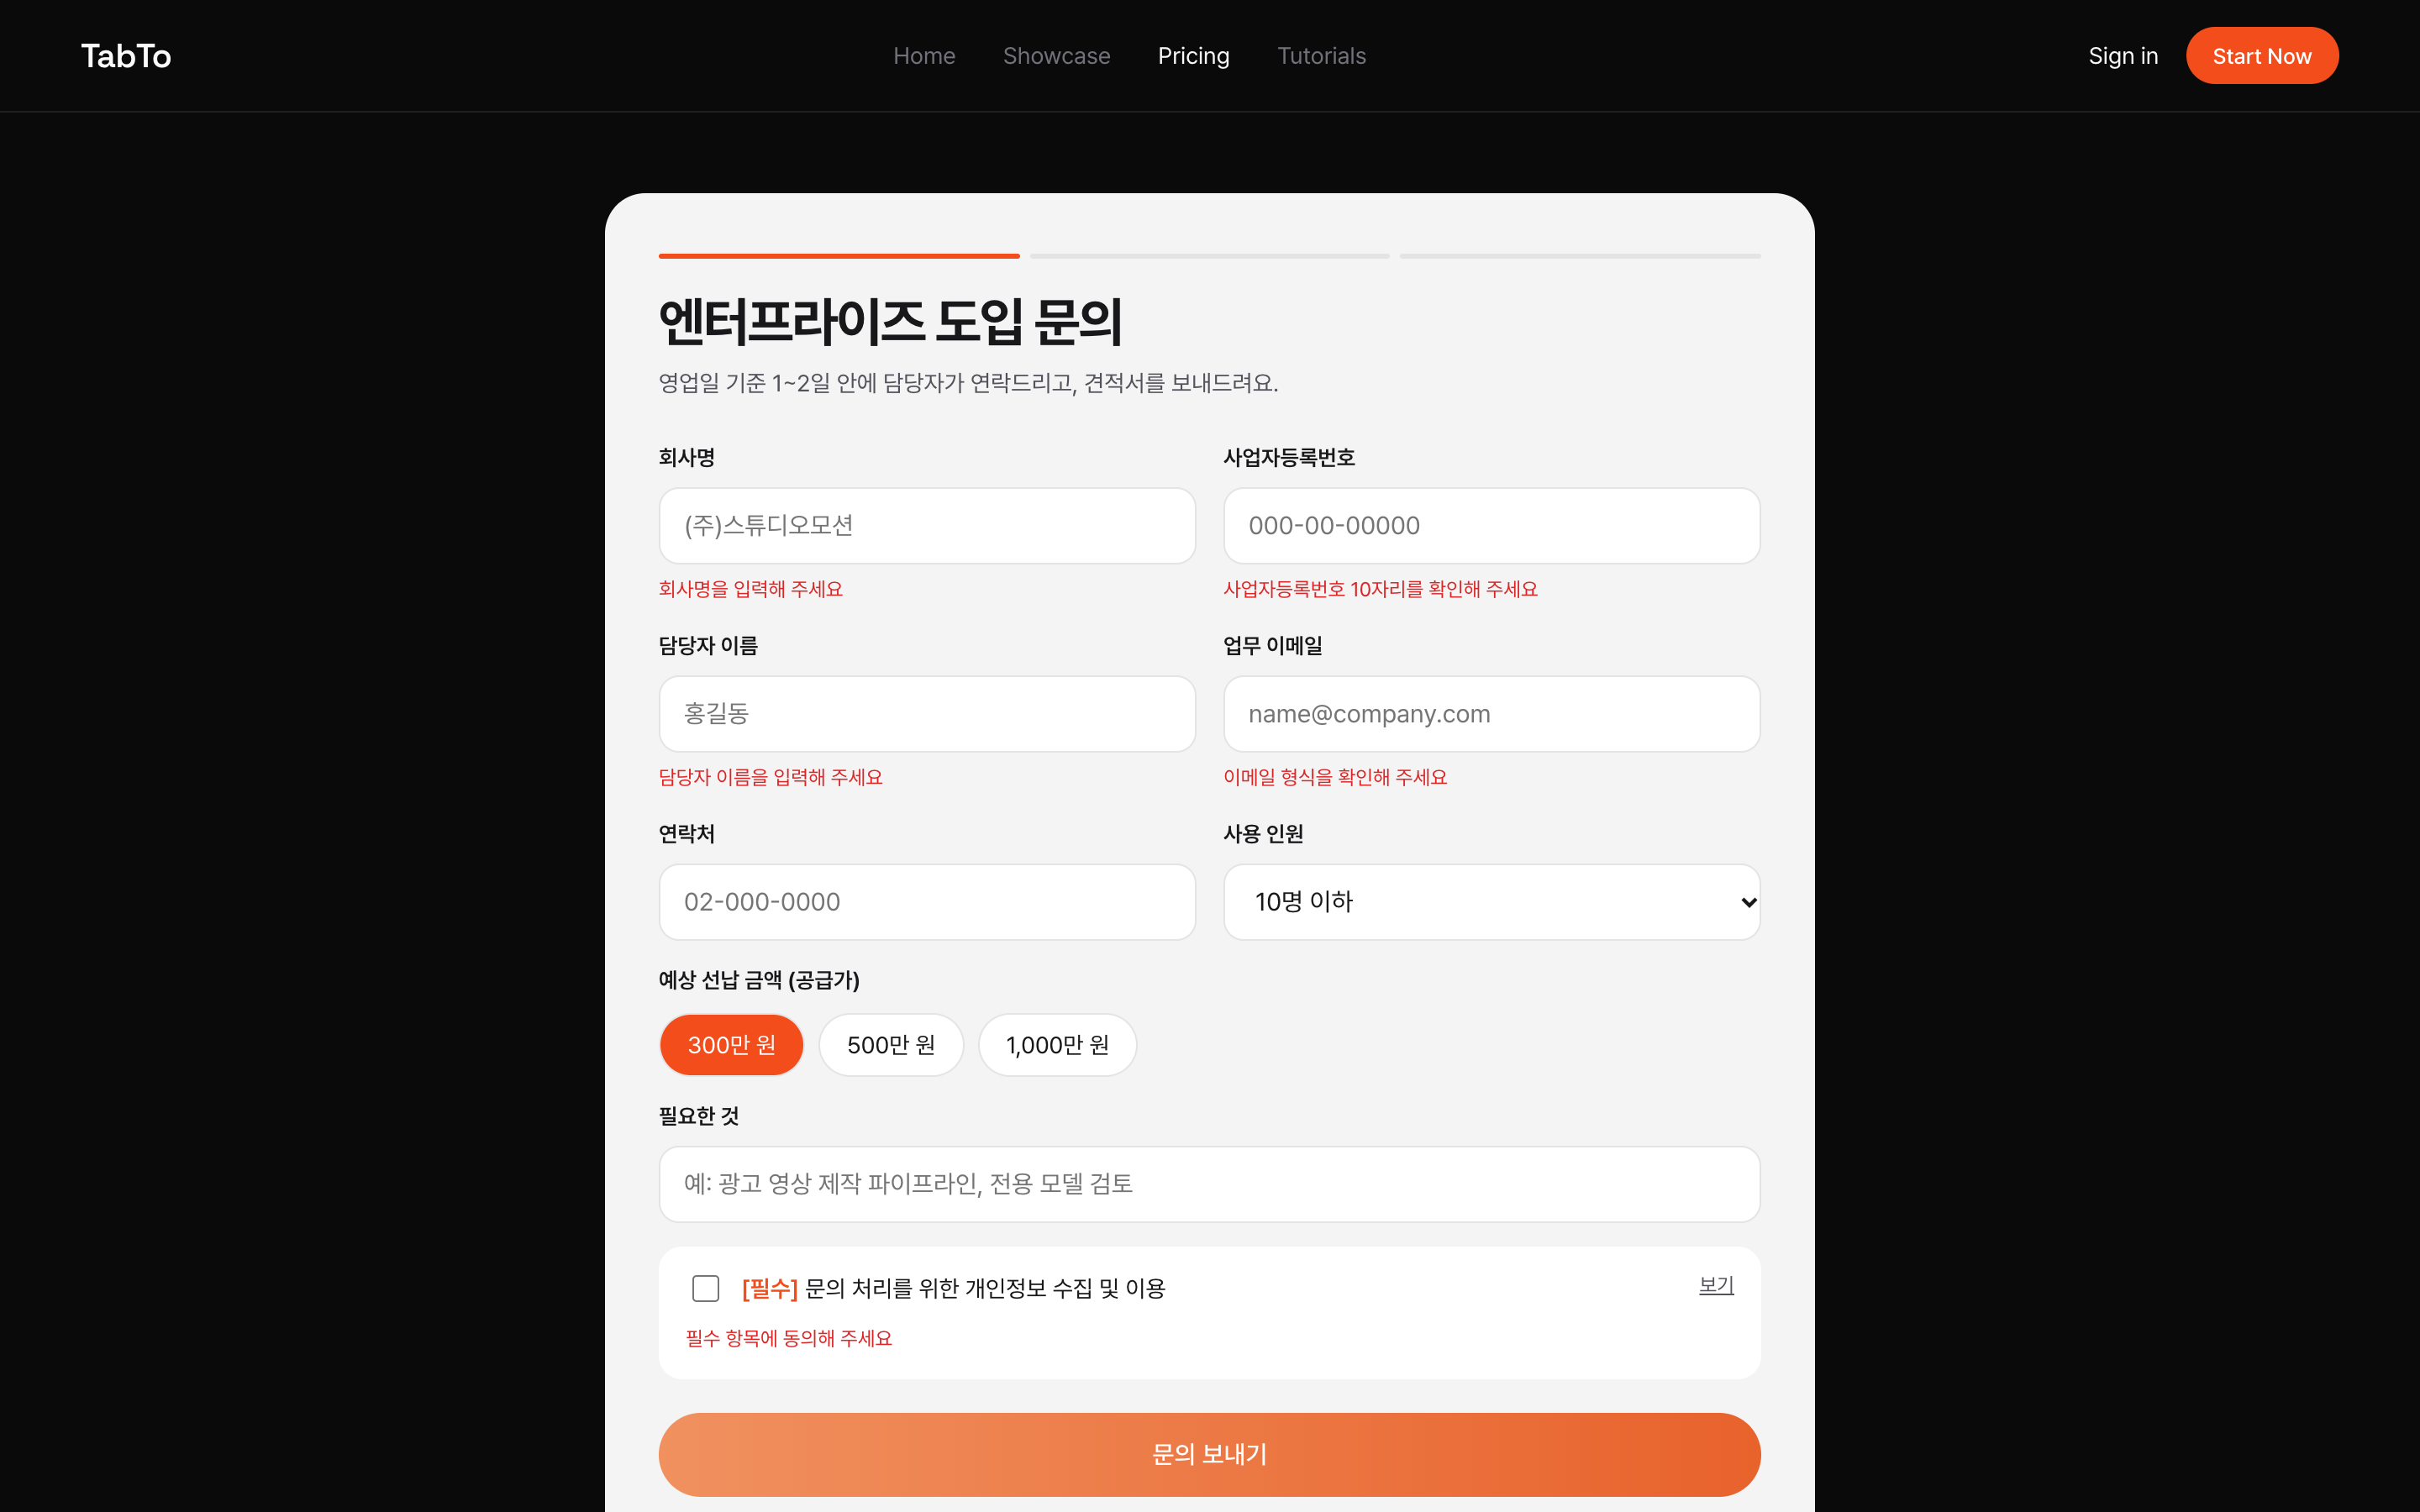 TabTo
Home
Showcase
Pricing
Tutorials
Sign in
Start Now
엔터프라이즈 도입 문의
영업일 기준 1~2일 안에 담당자가 연락드리고, 견적서를 보내드려요.
회사명
사업자등록번호
(주)스튜디오모션
000-00-00000
회사명을 입력해 주세요
사업자등록번호 10자리를 확인해 주세요
담당자 이름
업무 이메일
홍길동
name@company.com
담당자 이름을 입력해 주세요
이메일 형식을 확인해 주세요
연락처
사용 인원
02-000-0000
10명 이하
예상 선납 금액 (공급가)
300만 원
500만 원
1,000만 원
필요한 것
예: 광고 영상 제작 파이프라인, 전용 모델 검토
[필수] 문의 처리를 위한 개인정보 수집 및 이용
보기
필수 항목에 동의해 주세요
문의 보내기